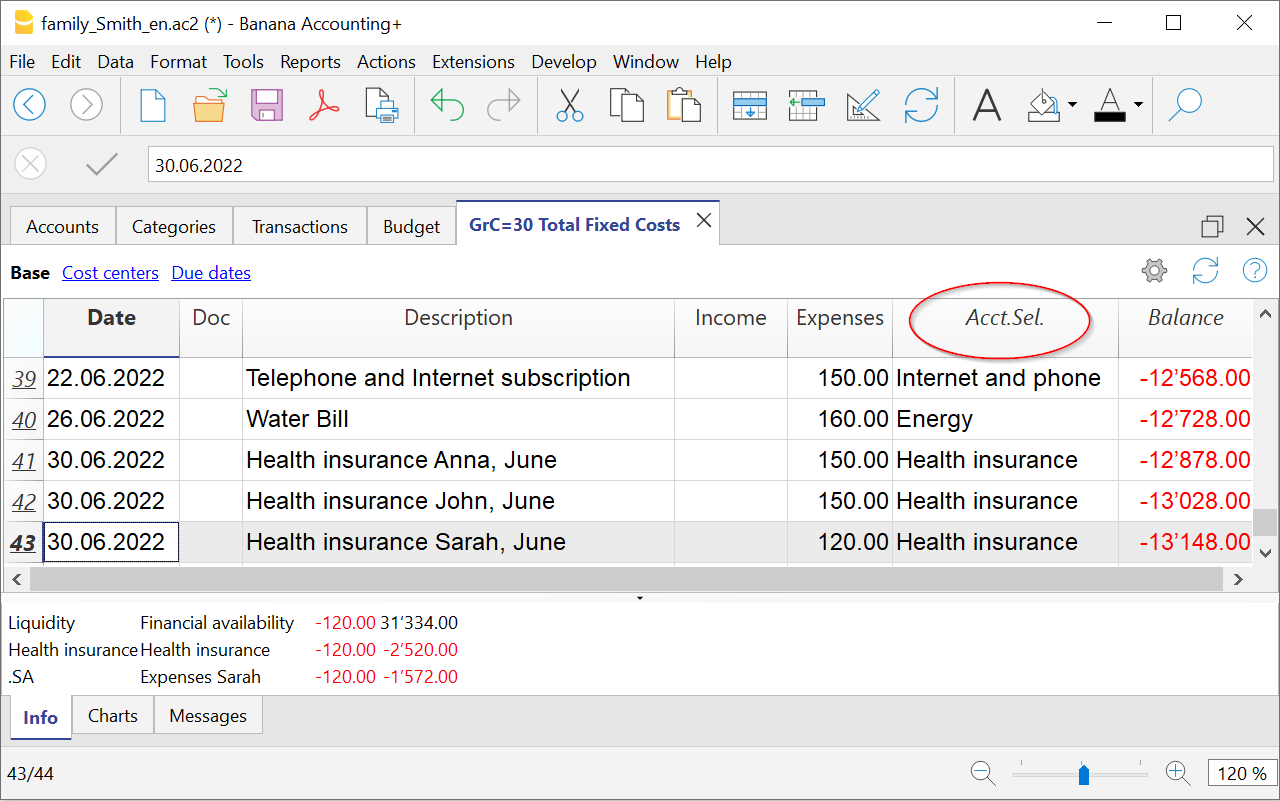 family_Smith_en.ac2 (*) - Banana Accounting+
File Edit Data Format Tools Reports Actions Extensions Develop Window Help
A A
30.06.2022
Accounts Categories Transactions Budget GrC=30 Total Fixed Costs
Base Cost centers Due dates ?
Date Doc Description Income Expenses Acct.Sel. Balance
39 22.06.2022 Telephone and Internet subscription 150.00 Internet and phone -12’568.00
40 26.06.2022 Water Bill 160.00 Energy -12’728.00
41 30.06.2022 Health insurance Anna, June 150.00 Health insurance -12’878.00
42 30.06.2022 Health insurance John, June 150.00 Health insurance -13’028.00
43 30.06.2022 Health insurance Sarah, June 120.00 Health insurance -13’148.00
Liquidity Financial availability -120.00 31’334.00
Health insurance Health insurance -120.00 -2’520.00
.SA Expenses Sarah -120.00 -1’572.00
Info Charts Messages
43/44 120 %